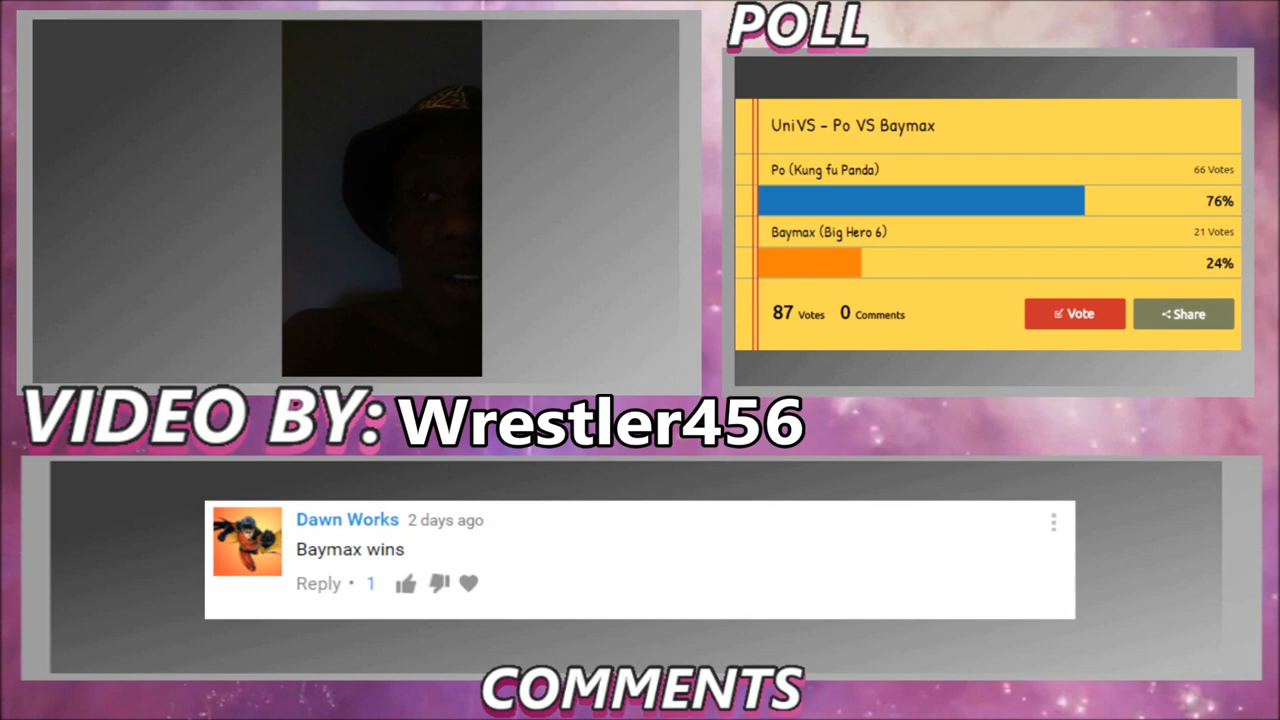 POLL
UniVS - Po VS Baymax
Po (Kung fu Panda)
66 Votes
76%
Baymax (Big Hero 6)
21 Votes
24%
87 Votes 0 Comments
Vote
Share
VIDEO BY: Wrestler456
Dawn Works 2 days ago
Baymax wins
Reply • 1
COMMENTS